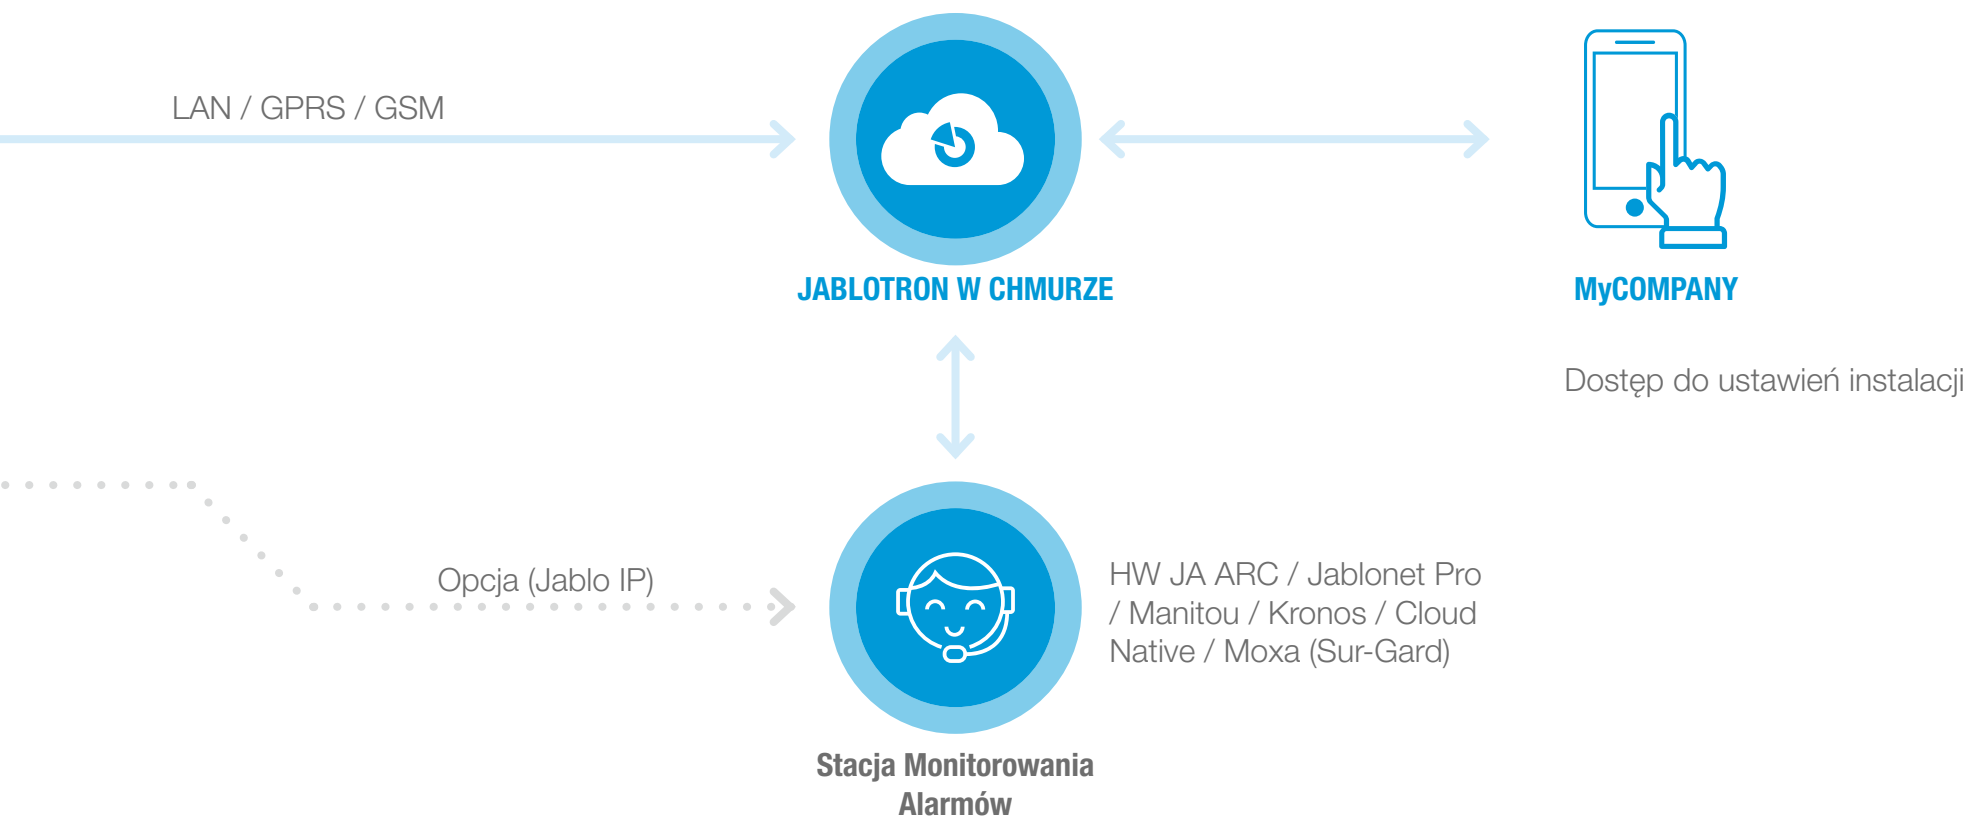 LAN / GPRS / GSM
JABLOTRON W CHMURZE
MyCOMPANY
Dostęp do ustawień instalacji
Opcja (Jablo IP)
HW JA ARC / Jablonet Pro
/ Manitou / Kronos / Cloud
Native / Moxa (Sur-Gard)
Stacja Monitorowania
Alarmów